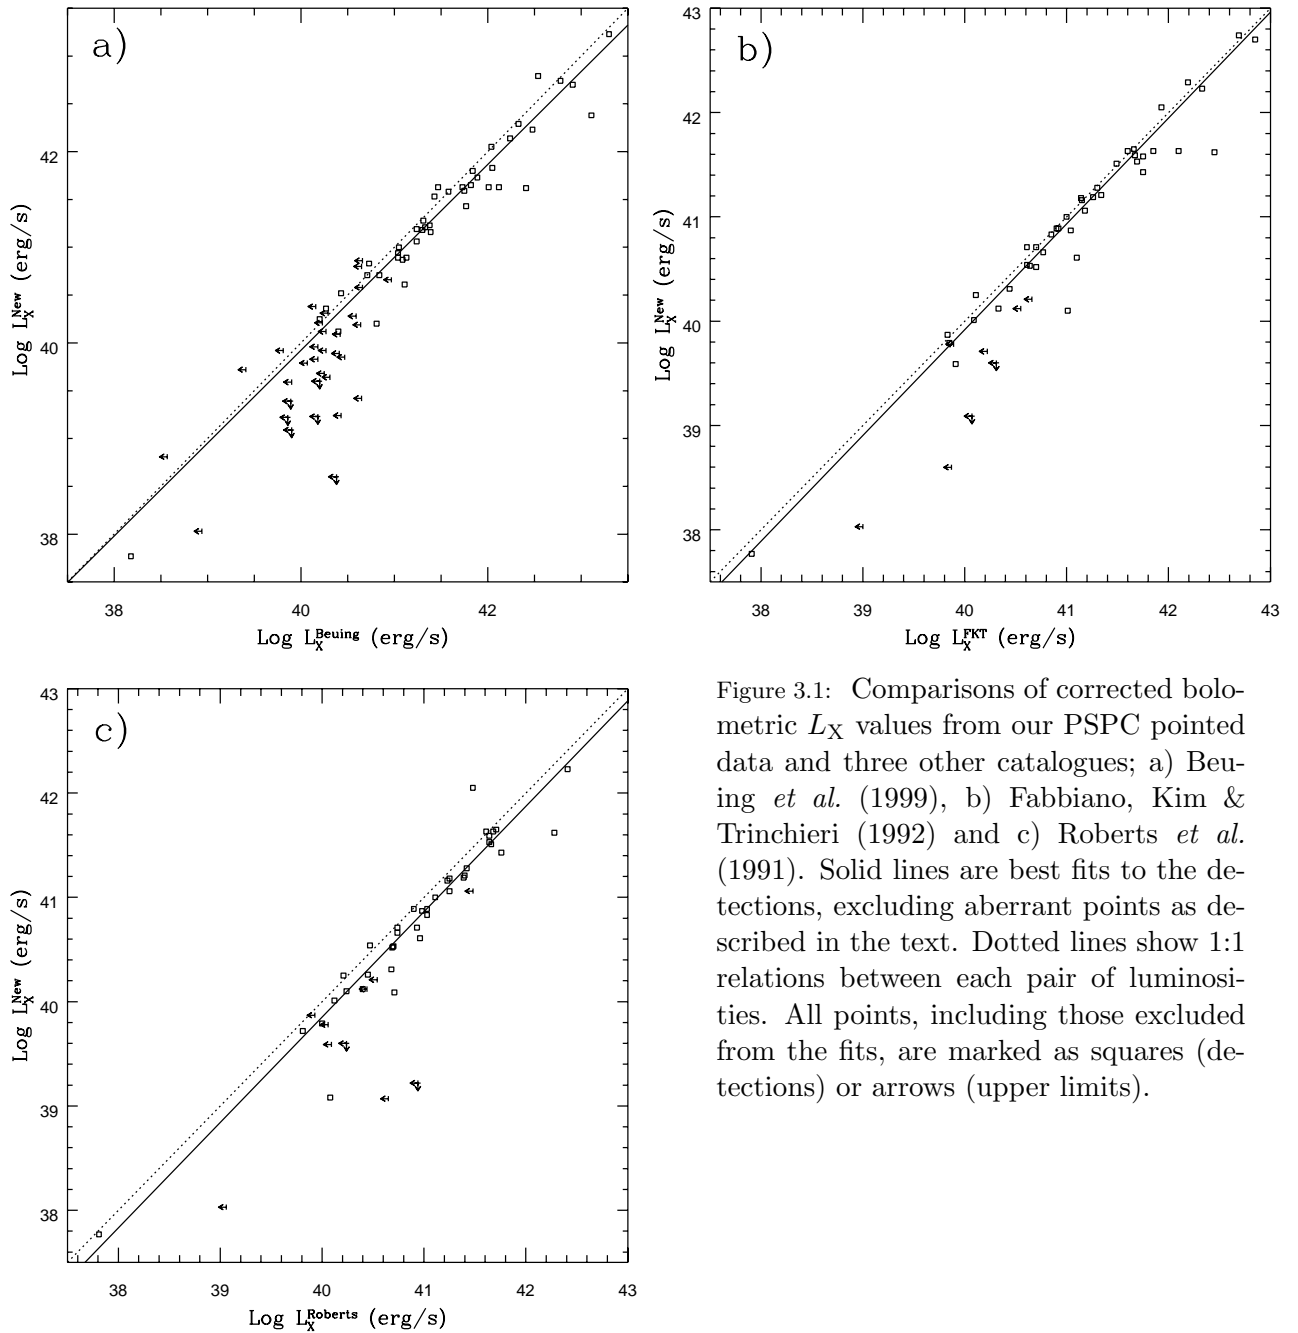 a)
42
40
38
Log L_X^New (erg/s)
38 40 42
Log L_X^Beuing (erg/s)
b)
43
42
41
40
39
38
Log L_X^New (erg/s)
38 39 40 41 42 43
Log L_X^FKT (erg/s)
c)
43
42
41
40
39
38
Log L_X^New (erg/s)
38 39 40 41 42 43
Log L_X^Roberts (erg/s)
Figure 3.1: Comparisons of corrected bolo-
metric L_X values from our PSPC pointed
data and three other catalogues; a) Beu-
ing et al. (1999), b) Fabbiano, Kim &
Trinchieri (1992) and c) Roberts et al.
(1991). Solid lines are best fits to the de-
tections, excluding aberrant points as de-
scribed in the text. Dotted lines show 1:1
relations between each pair of luminosi-
ties. All points, including those excluded
from the fits, are marked as squares (de-
tections) or arrows (upper limits).